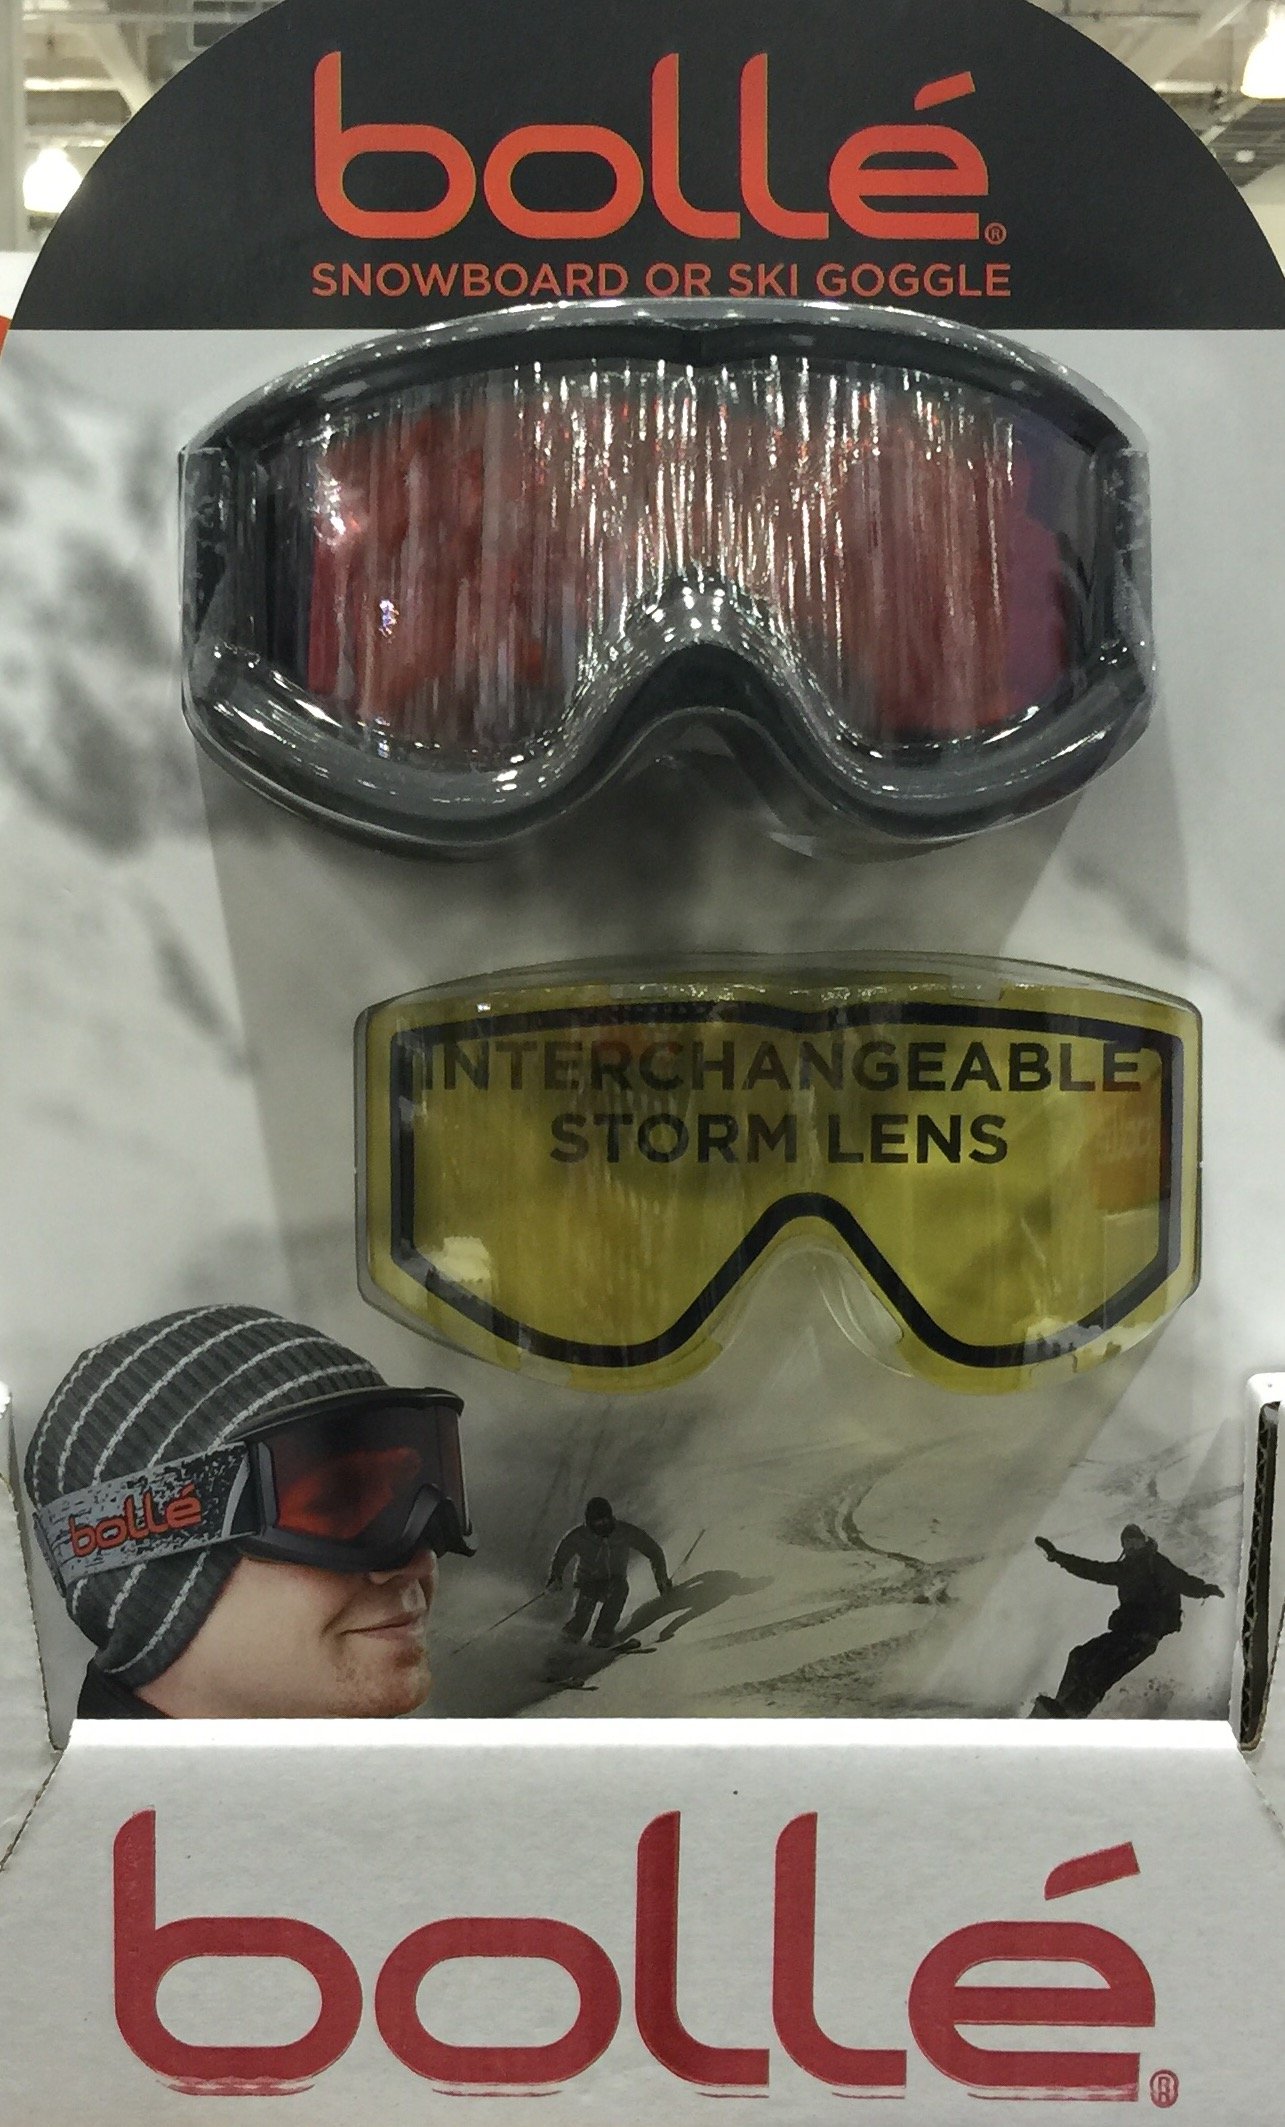 bollé®
SNOWBOARD OR SKI GOGGLE
INTERCHANGEABLE
STORM LENS
bollé
bollé®